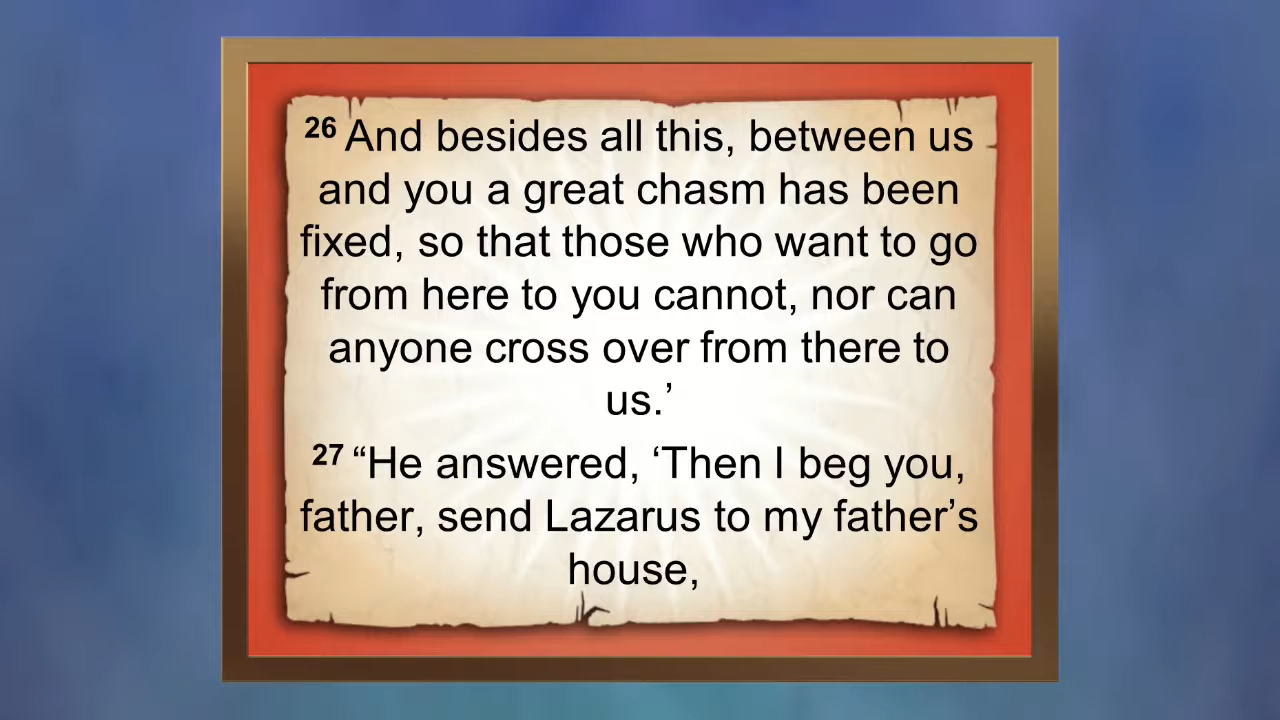 26 And besides all this, between us
and you a great chasm has been
fixed, so that those who want to go
from here to you cannot, nor can
anyone cross over from there to
us.’
27 “He answered, ‘Then I beg you,
father, send Lazarus to my father’s
house,